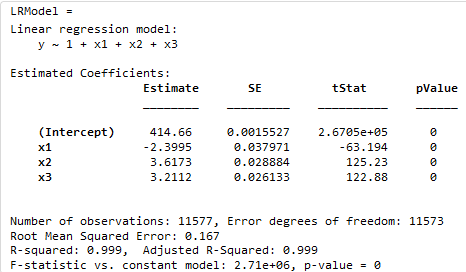 LRModel =
Linear regression model:
y ~ 1 + x1 + x2 + x3
Estimated Coefficients:
Estimate SE tStat pValue
(Intercept) 414.66 0.0015527 2.6705e+05 0
x1 -2.3995 0.037971 -63.194 0
x2 3.6173 0.028884 125.23 0
x3 3.2112 0.026133 122.88 0
Number of observations: 11577, Error degrees of freedom: 11573
Root Mean Squared Error: 0.167
R-squared: 0.999, Adjusted R-Squared: 0.999
F-statistic vs. constant model: 2.71e+06, p-value = 0